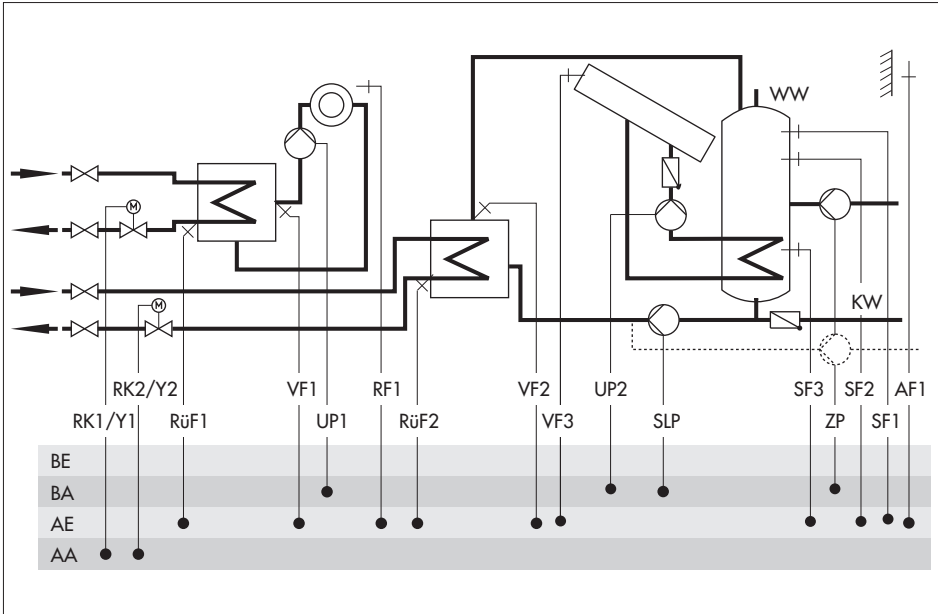 WW
M
KW
M
RK2/Y2 VF1 RF1 VF2 UP2 SF3 SF2 AF1
RK1/Y1 RüF1 UP1 RüF2 VF3 SLP ZP SF1
BE
BA
AE
AA